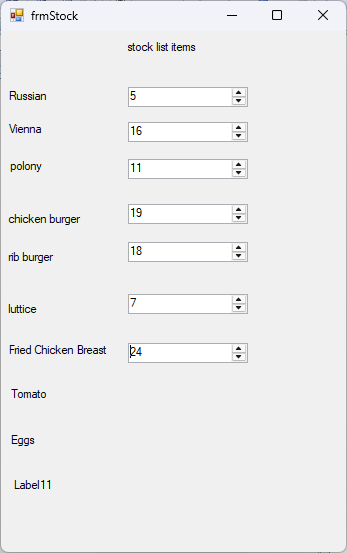 frmStock
stock list items
Russian 5
Vienna 16
polony 11
chicken burger 19
rib burger 18
luttice 7
Fried Chicken Breast 24
Tomato
Eggs
Label11